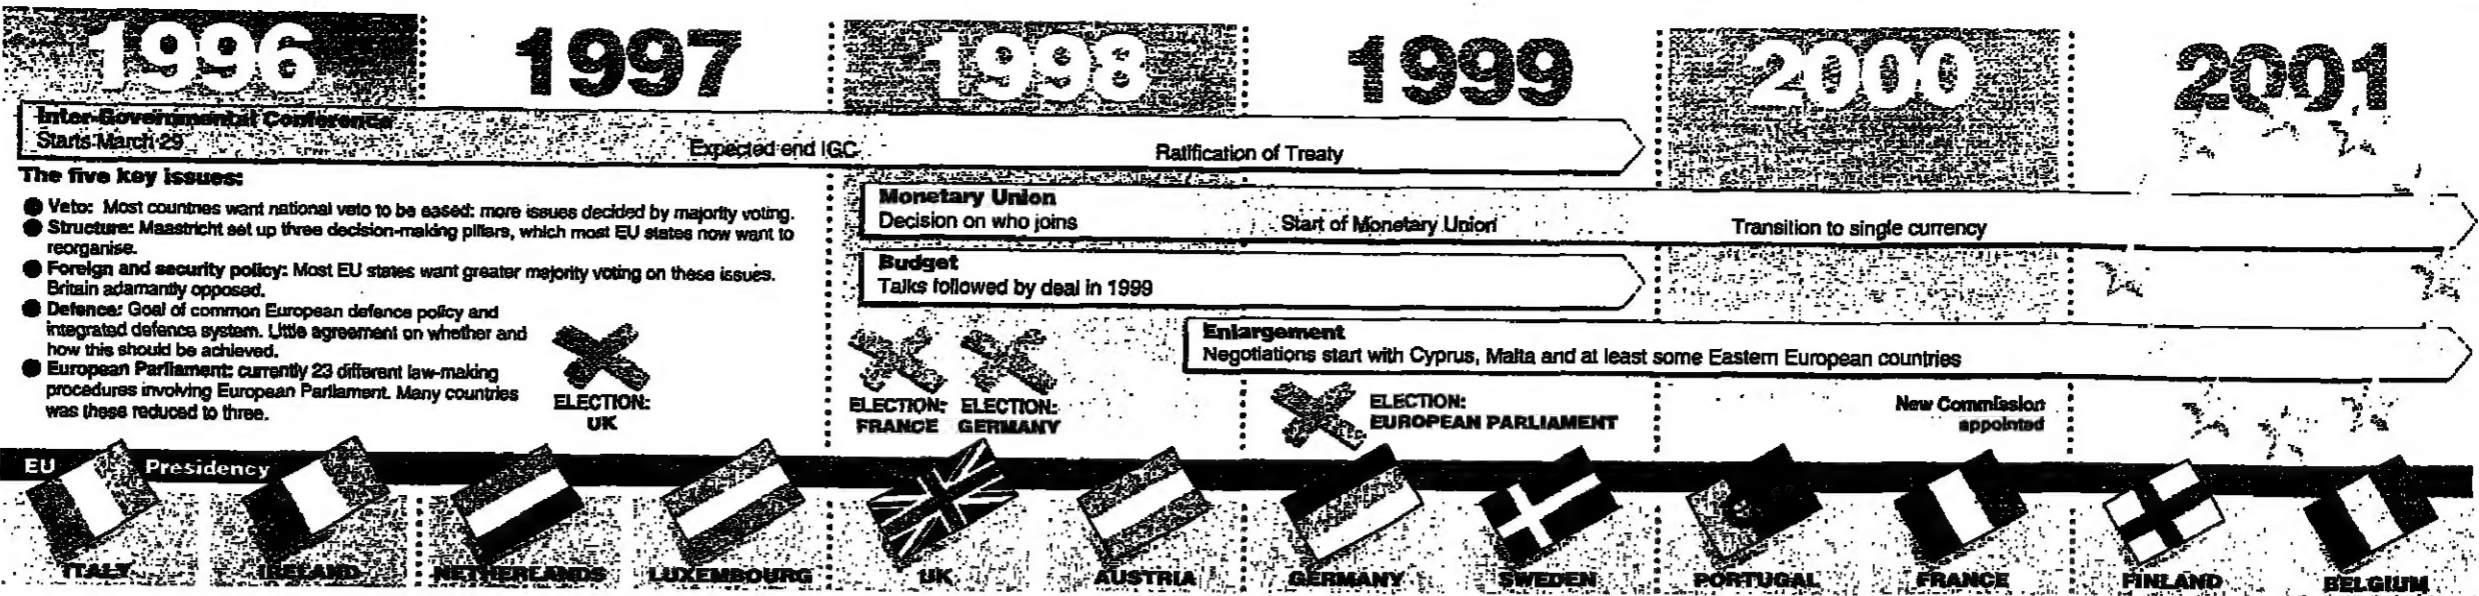 1996
1997
1998
1999
2000
2001
Inter-Governmental Conference
Starts March 29
Expected end IGC
Ratification of Treaty
The five key issues:
● Veto: Most countries want national veto to be eased: more issues decided by majority voting.
● Structure: Maastricht set up three decision-making pillars, which most EU states now want to
reorganise.
● Foreign and security policy: Most EU states want greater majority voting on these issues.
Britain adamantly opposed.
● Defence: Goal of common European defence policy and
integrated defence system. Little agreement on whether and
how this should be achieved.
● European Parliament: currently 23 different law-making
procedures involving European Parliament. Many countries
was these reduced to three.
Monetary Union
Decision on who joins
Start of Monetary Union
Transition to single currency
Budget
Talks followed by deal in 1999
Enlargement
Negotiations start with Cyprus, Malta and at least some Eastern European countries
ELECTION:
UK
ELECTION:
FRANCE
ELECTION:
GERMANY
ELECTION:
EUROPEAN PARLIAMENT
New Commission
appointed
EU Presidency
ITALY
IRELAND
NETHERLANDS
LUXEMBOURG
UK
AUSTRIA
GERMANY
SWEDEN
PORTUGAL
FRANCE
FINLAND
BELGIUM